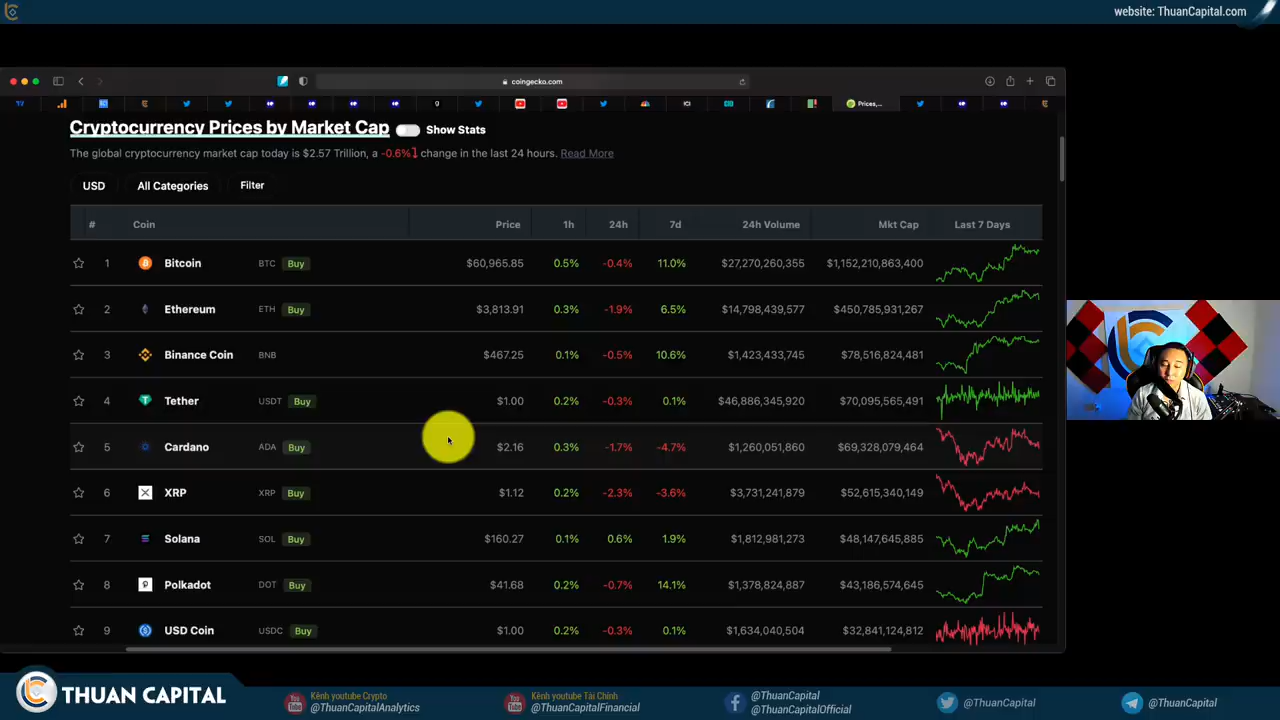 website: ThuanCapital.com
coingecko.com
Prices,...
Cryptocurrency Prices by Market Cap Show Stats
The global cryptocurrency market cap today is $2.57 Trillion, a -0.6% change in the last 24 hours. Read More
USD All Categories Filter
# Coin Price 1h 24h 7d 24h Volume Mkt Cap Last 7 Days
1 Bitcoin BTC Buy $60,965.85 0.5% -0.4% 11.0% $27,270,260,355 $1,152,210,863,400
2 Ethereum ETH Buy $3,813.91 0.3% -1.9% 6.5% $14,798,439,577 $450,785,931,267
3 Binance Coin BNB $467.25 0.1% -0.5% 10.6% $1,423,433,745 $78,516,824,481
4 Tether USDT Buy $1.00 0.2% -0.3% 0.1% $46,886,345,920 $70,095,565,491
5 Cardano ADA Buy $2.16 0.3% -1.7% -4.7% $1,260,051,860 $69,328,079,464
6 XRP XRP Buy $1.12 0.2% -2.3% -3.6% $3,731,241,879 $52,615,340,149
7 Solana SOL Buy $160.27 0.1% 0.6% 1.9% $1,812,981,273 $48,147,645,885
8 Polkadot DOT Buy $41.68 0.2% -0.7% 14.1% $1,378,824,887 $43,186,574,645
9 USD Coin USDC Buy $1.00 0.2% -0.3% 0.1% $1,634,040,504 $32,841,124,812
THUAN CAPITAL
Kênh youtube Crypto
@ThuanCapitalAnalytics
Kênh youtube Tài Chính
@ThuanCapitalFinancial
@ThuanCapital
@ThuanCapitalOfficial
@ThuanCapital
@ThuanCapital